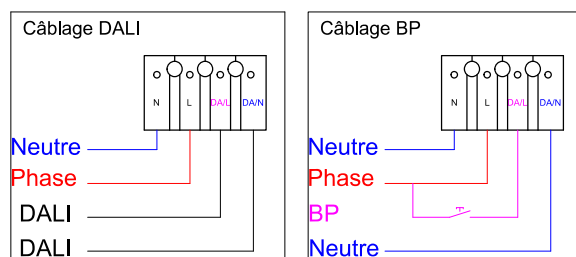 Câblage DALI
N L DA/L DA/N
Neutre
Phase
DALI
DALI
Câblage BP
N L DA/L DA/N
Neutre
Phase
BP
Neutre